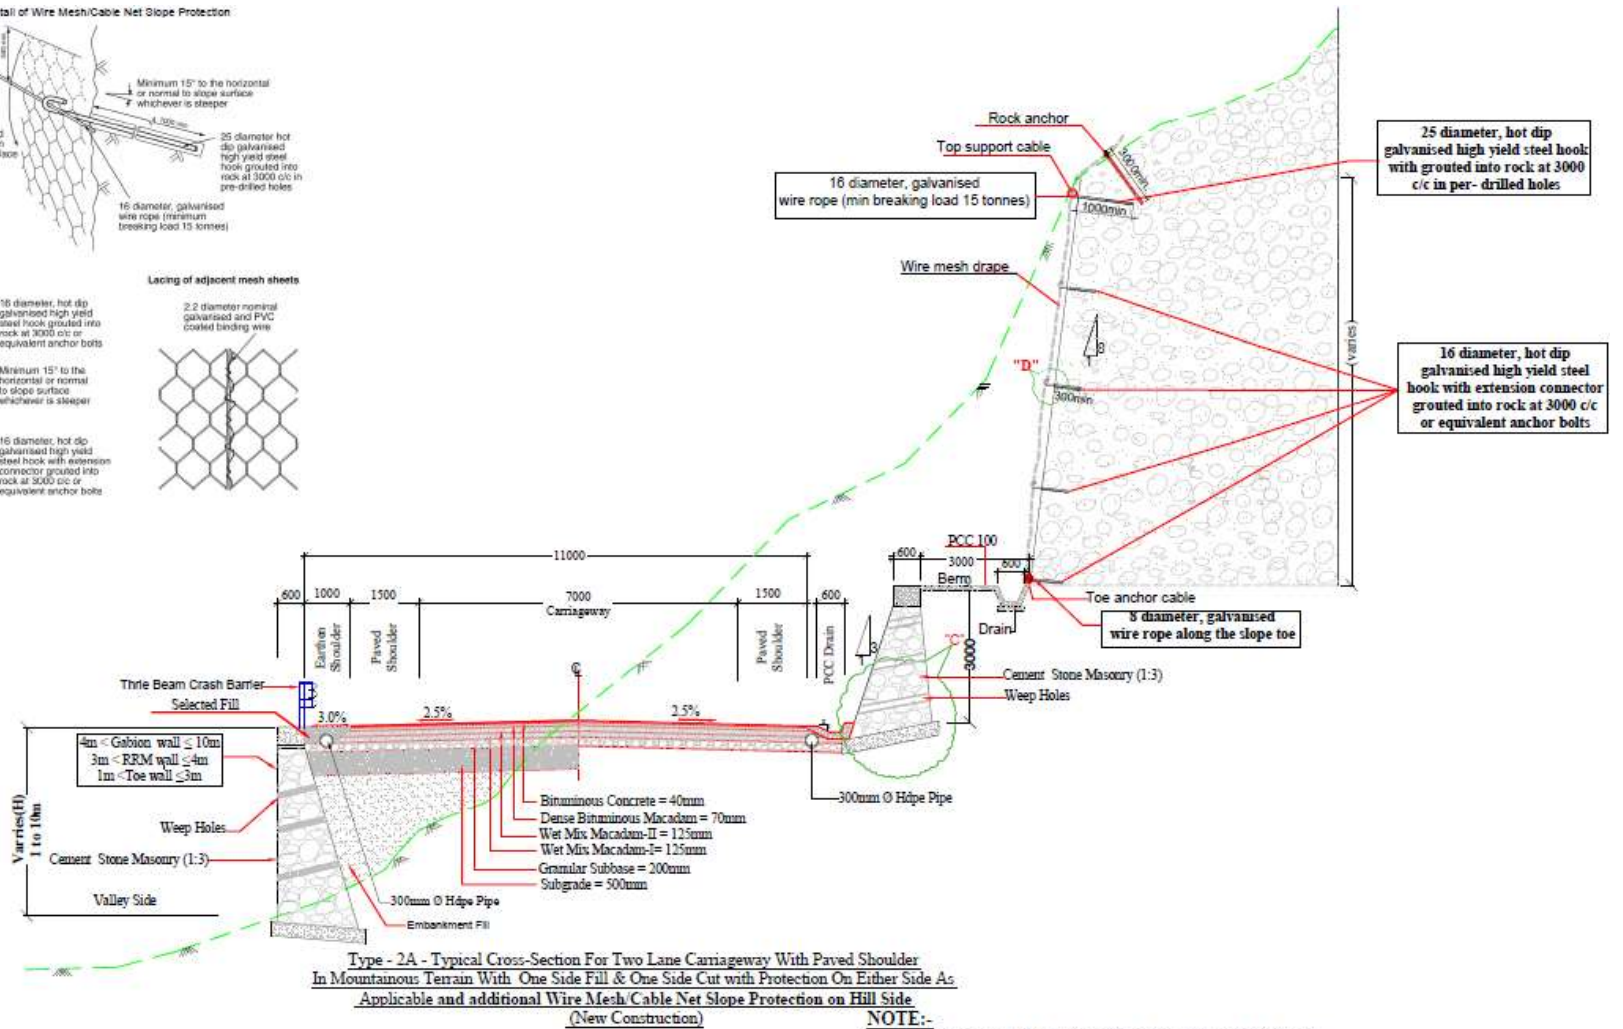 tail of Wire Mesh/Cable Net Slope Protection
Minimum 15° to the horizontal
or normal to slope surface
whichever is steeper
25 diameter hot
dip galvanised
high yield steel
hook grouted into
rock at 3000 c/c in
pre-drilled holes
16 diameter, galvanised
wire rope (minimum
breaking load 15 tonnes)
Lacing of adjacent mesh sheets
2.2 diameter nominal
galvanised and PVC
coated binding wire
16 diameter, hot dip
galvanised high yield
steel hook grouted into
rock at 3000 c/c or
equivalent anchor bolts
Minimum 15° to the
horizontal or normal
to slope surface
whichever is steeper
16 diameter, hot dip
galvanised high yield
steel hook with extension
connector grouted into
rock at 3000 c/c or
equivalent anchor bolts
Rock anchor
Top support cable
16 diameter, galvanised
wire rope (min breaking load 15 tonnes)
3000min.
1000min.
25 diameter, hot dip
galvanised high yield steel hook
with grouted into rock at 3000
c/c in per- drilled holes
Wire mesh drape
8
"D"
300min.
(varies)
16 diameter, hot dip
galvanised high yield steel
hook with extension connector
grouted into rock at 3000 c/c
or equivalent anchor bolts
PCC 100
600
3000
600
Berm
Drain
Toe anchor cable
8 diameter, galvanised
wire rope along the slope toe
11000
600
1000
1500
7000
1500
600
Carriageway
Earthen
Shoulder
Paved
Shoulder
Paved
Shoulder
PCC Drain
3
"C"
3000
Cement Stone Masonry (1:3)
Weep Holes
Thrie Beam Crash Barrier
Selected Fill
3.0%
2.5%
2.5%
4m < Gabion wall ≤ 10m
3m < RRM wall ≤4m
1m <Toe wall ≤3m
300mm Ø Hdpe Pipe
Bituminous Concrete = 40mm
Dense Bituminous Macadam = 70mm
Wet Mix Macadam-II = 125mm
Wet Mix Macadam-I= 125mm
Granular Subbase = 200mm
Subgrade = 500mm
Varies(H)
1 to 10m
Weep Holes
Cement Stone Masonry (1:3)
Valley Side
300mm Ø Hdpe Pipe
Embankment Fill
Type - 2A - Typical Cross-Section For Two Lane Carriageway With Paved Shoulder
In Mountainous Terrain With One Side Fill & One Side Cut with Protection On Either Side As
Applicable and additional Wire Mesh/Cable Net Slope Protection on Hill Side
(New Construction)
NOTE:-